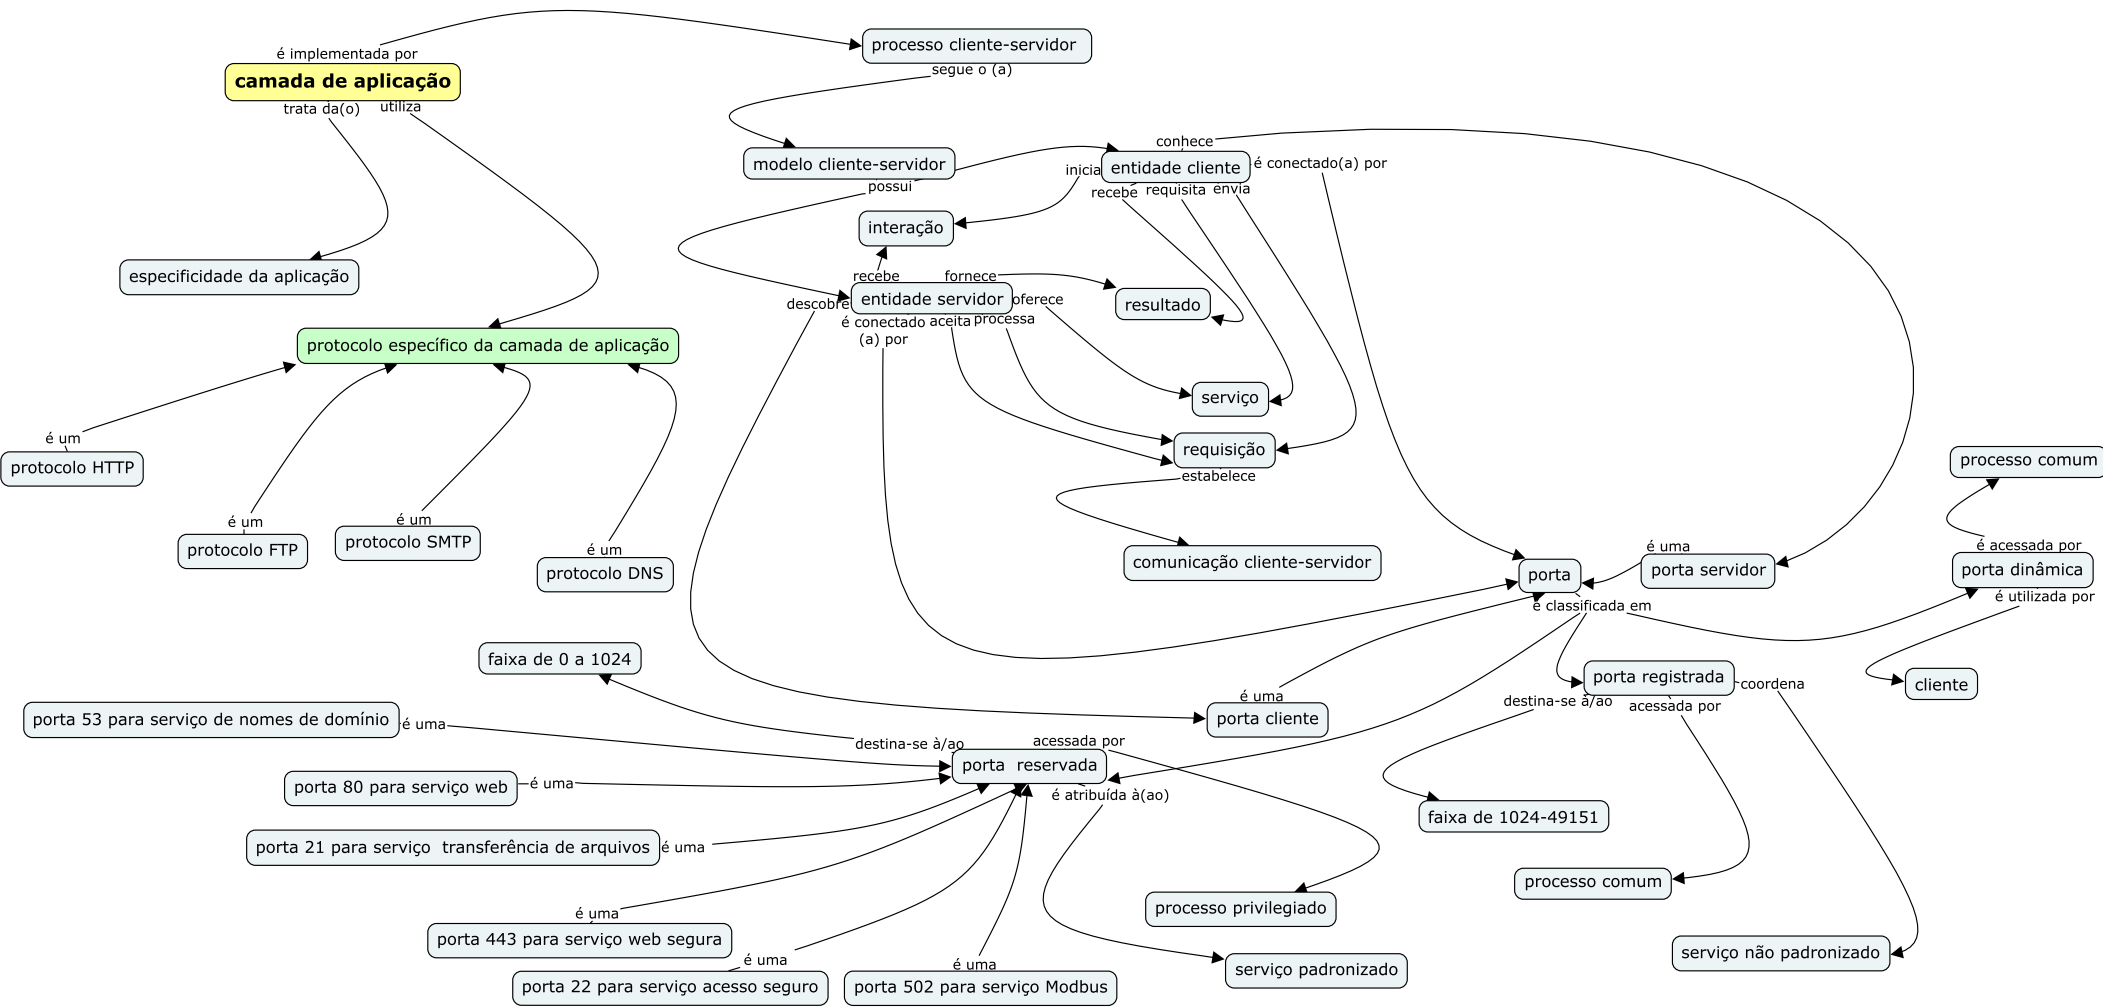 é implementada por
processo cliente-servidor
segue o (a)
camada de aplicação
trata da(o)
utiliza
conhece
modelo cliente-servidor
possui
inicia
entidade cliente
é conectado(a) por
recebe
requisita
envia
interação
especificidade da aplicação
recebe
fornece
descobre
entidade servidor
oferece
resultado
é conectado
(a) por
aceita
processa
protocolo específico da camada de aplicação
serviço
requisição
estabelece
é um
protocolo HTTP
processo comum
é um
protocolo FTP
é um
protocolo SMTP
é um
protocolo DNS
comunicação cliente-servidor
porta
é uma
porta servidor
é acessada por
porta dinâmica
é utilizada por
é classificada em
faixa de 0 a 1024
porta registrada
coordena
cliente
destina-se à/ao
acessada por
é uma
porta cliente
porta 53 para serviço de nomes de domínio
é uma
destina-se à/ao
acessada por
porta  reservada
é atribuída à(ao)
porta 80 para serviço web
é uma
faixa de 1024-49151
porta 21 para serviço  transferência de arquivos
é uma
processo comum
é uma
porta 443 para serviço web segura
processo privilegiado
serviço não padronizado
é uma
porta 22 para serviço acesso seguro
é uma
porta 502 para serviço Modbus
serviço padronizado